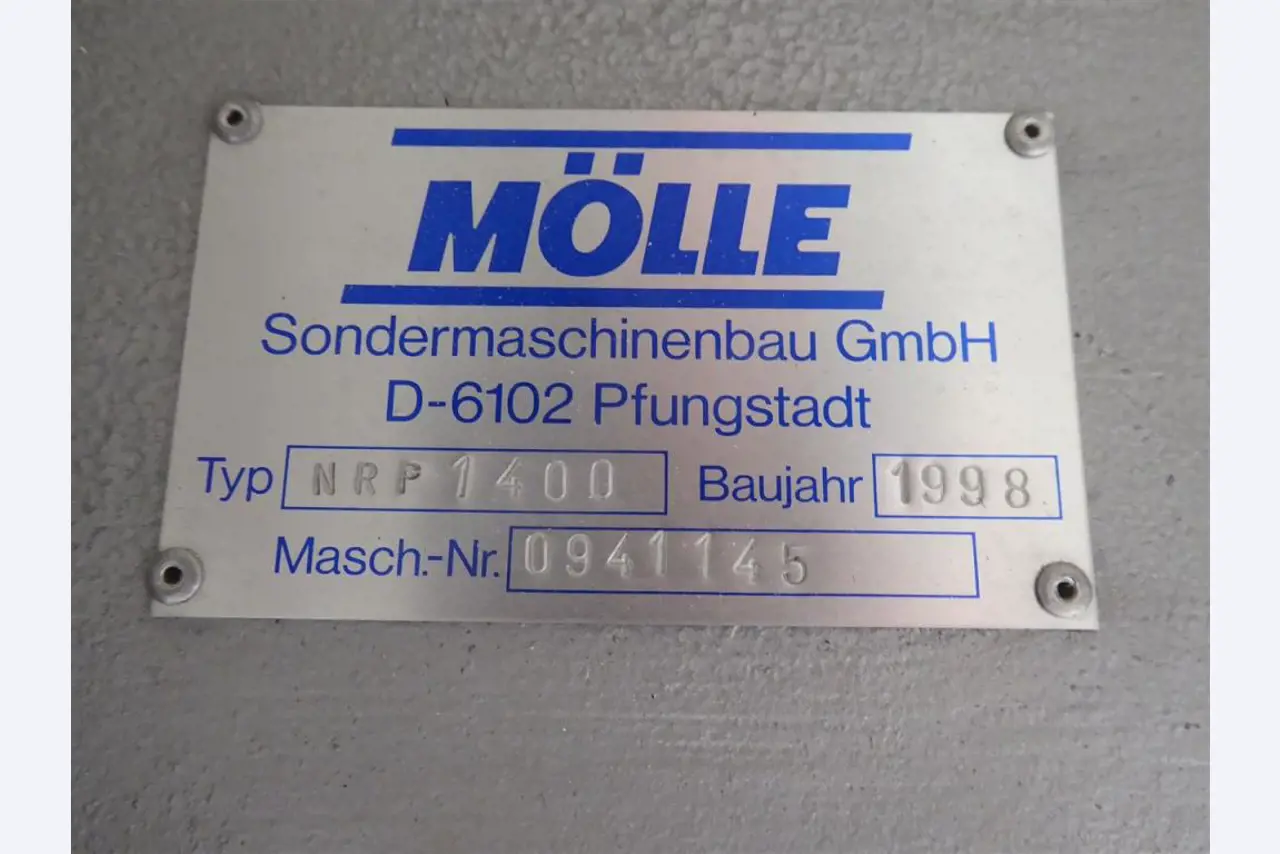 MÖLLE
Sondermaschinenbau GmbH
D-6102 Pfungstadt
Typ NRP 1400 Baujahr 1998
Masch.-Nr. 0941145